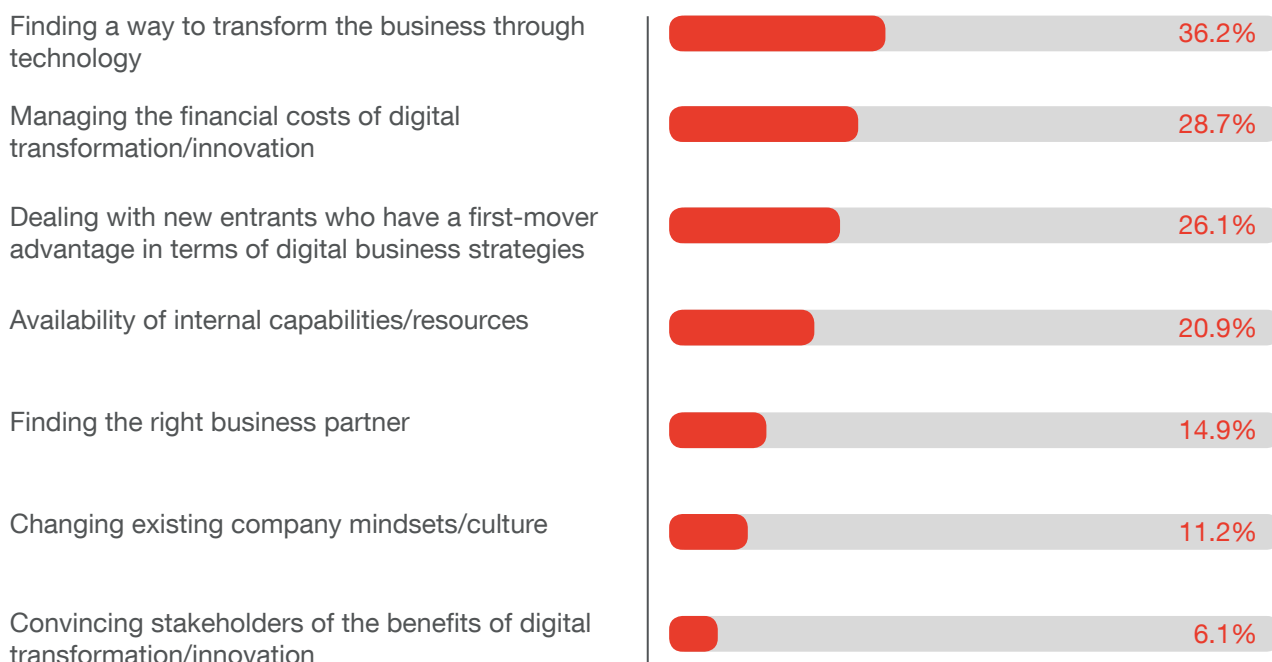 Finding a way to transform the business through
technology
36.2%
Managing the financial costs of digital
transformation/innovation
28.7%
Dealing with new entrants who have a first-mover
advantage in terms of digital business strategies
26.1%
Availability of internal capabilities/resources
20.9%
Finding the right business partner
14.9%
Changing existing company mindsets/culture
11.2%
Convincing stakeholders of the benefits of digital
transformation/innovation
6.1%